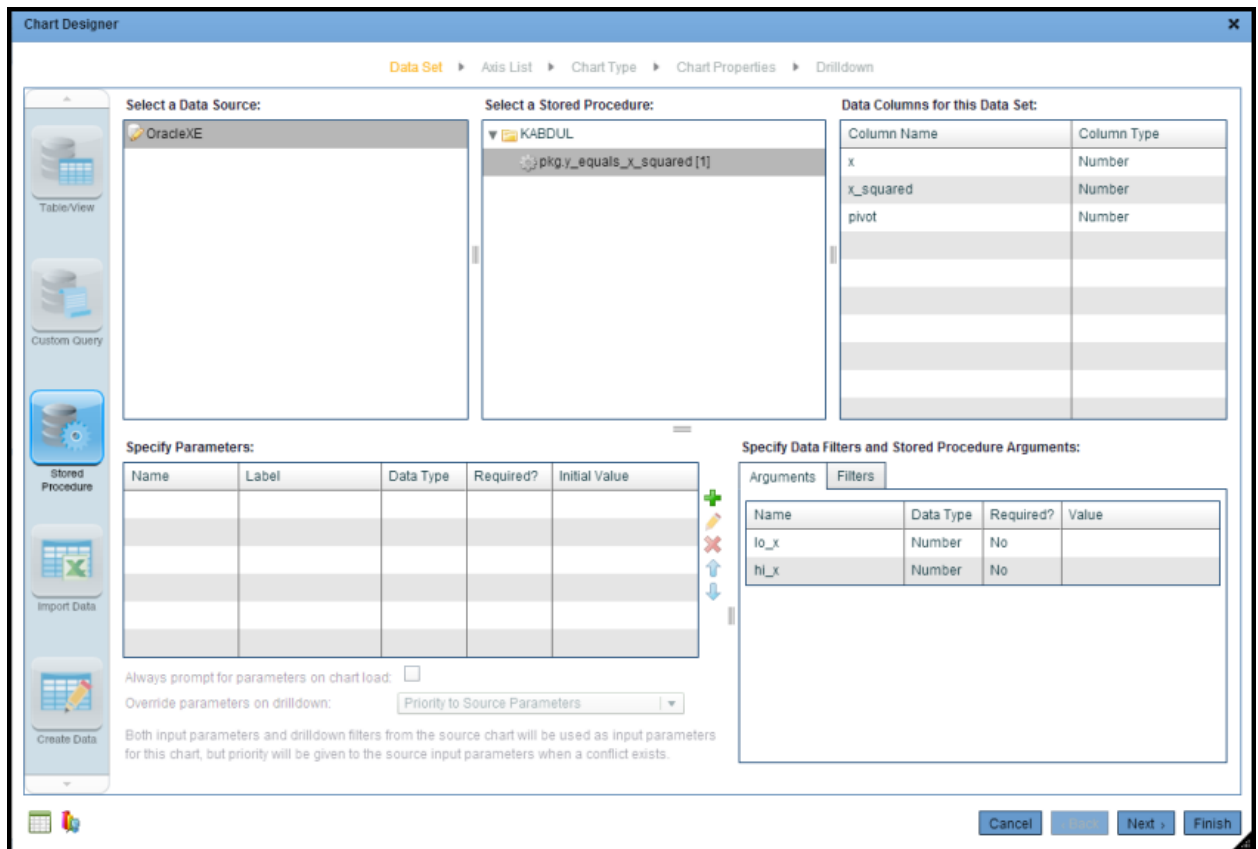 Chart Designer
Data Set Axis List Chart Type Chart Properties Drilldown
Select a Data Source:
OracleXE
Select a Stored Procedure:
KABDUL
pkg.y_equals_x_squared [1]
Data Columns for this Data Set:
Column Name Column Type
x Number
x_squared Number
pivot Number
Table/View
Custom Query
Stored
Procedure
Import Data
Create Data
Specify Parameters:
Name Label Data Type Required? Initial Value
Always prompt for parameters on chart load:
Override parameters on drilldown: Priority to Source Parameters
Both input parameters and drilldown filters from the source chart will be used as input parameters
for this chart, but priority will be given to the source input parameters when a conflict exists.
Specify Data Filters and Stored Procedure Arguments:
Arguments Filters
Name Data Type Required? Value
lo_x Number No
hi_x Number No
Cancel Back Next Finish